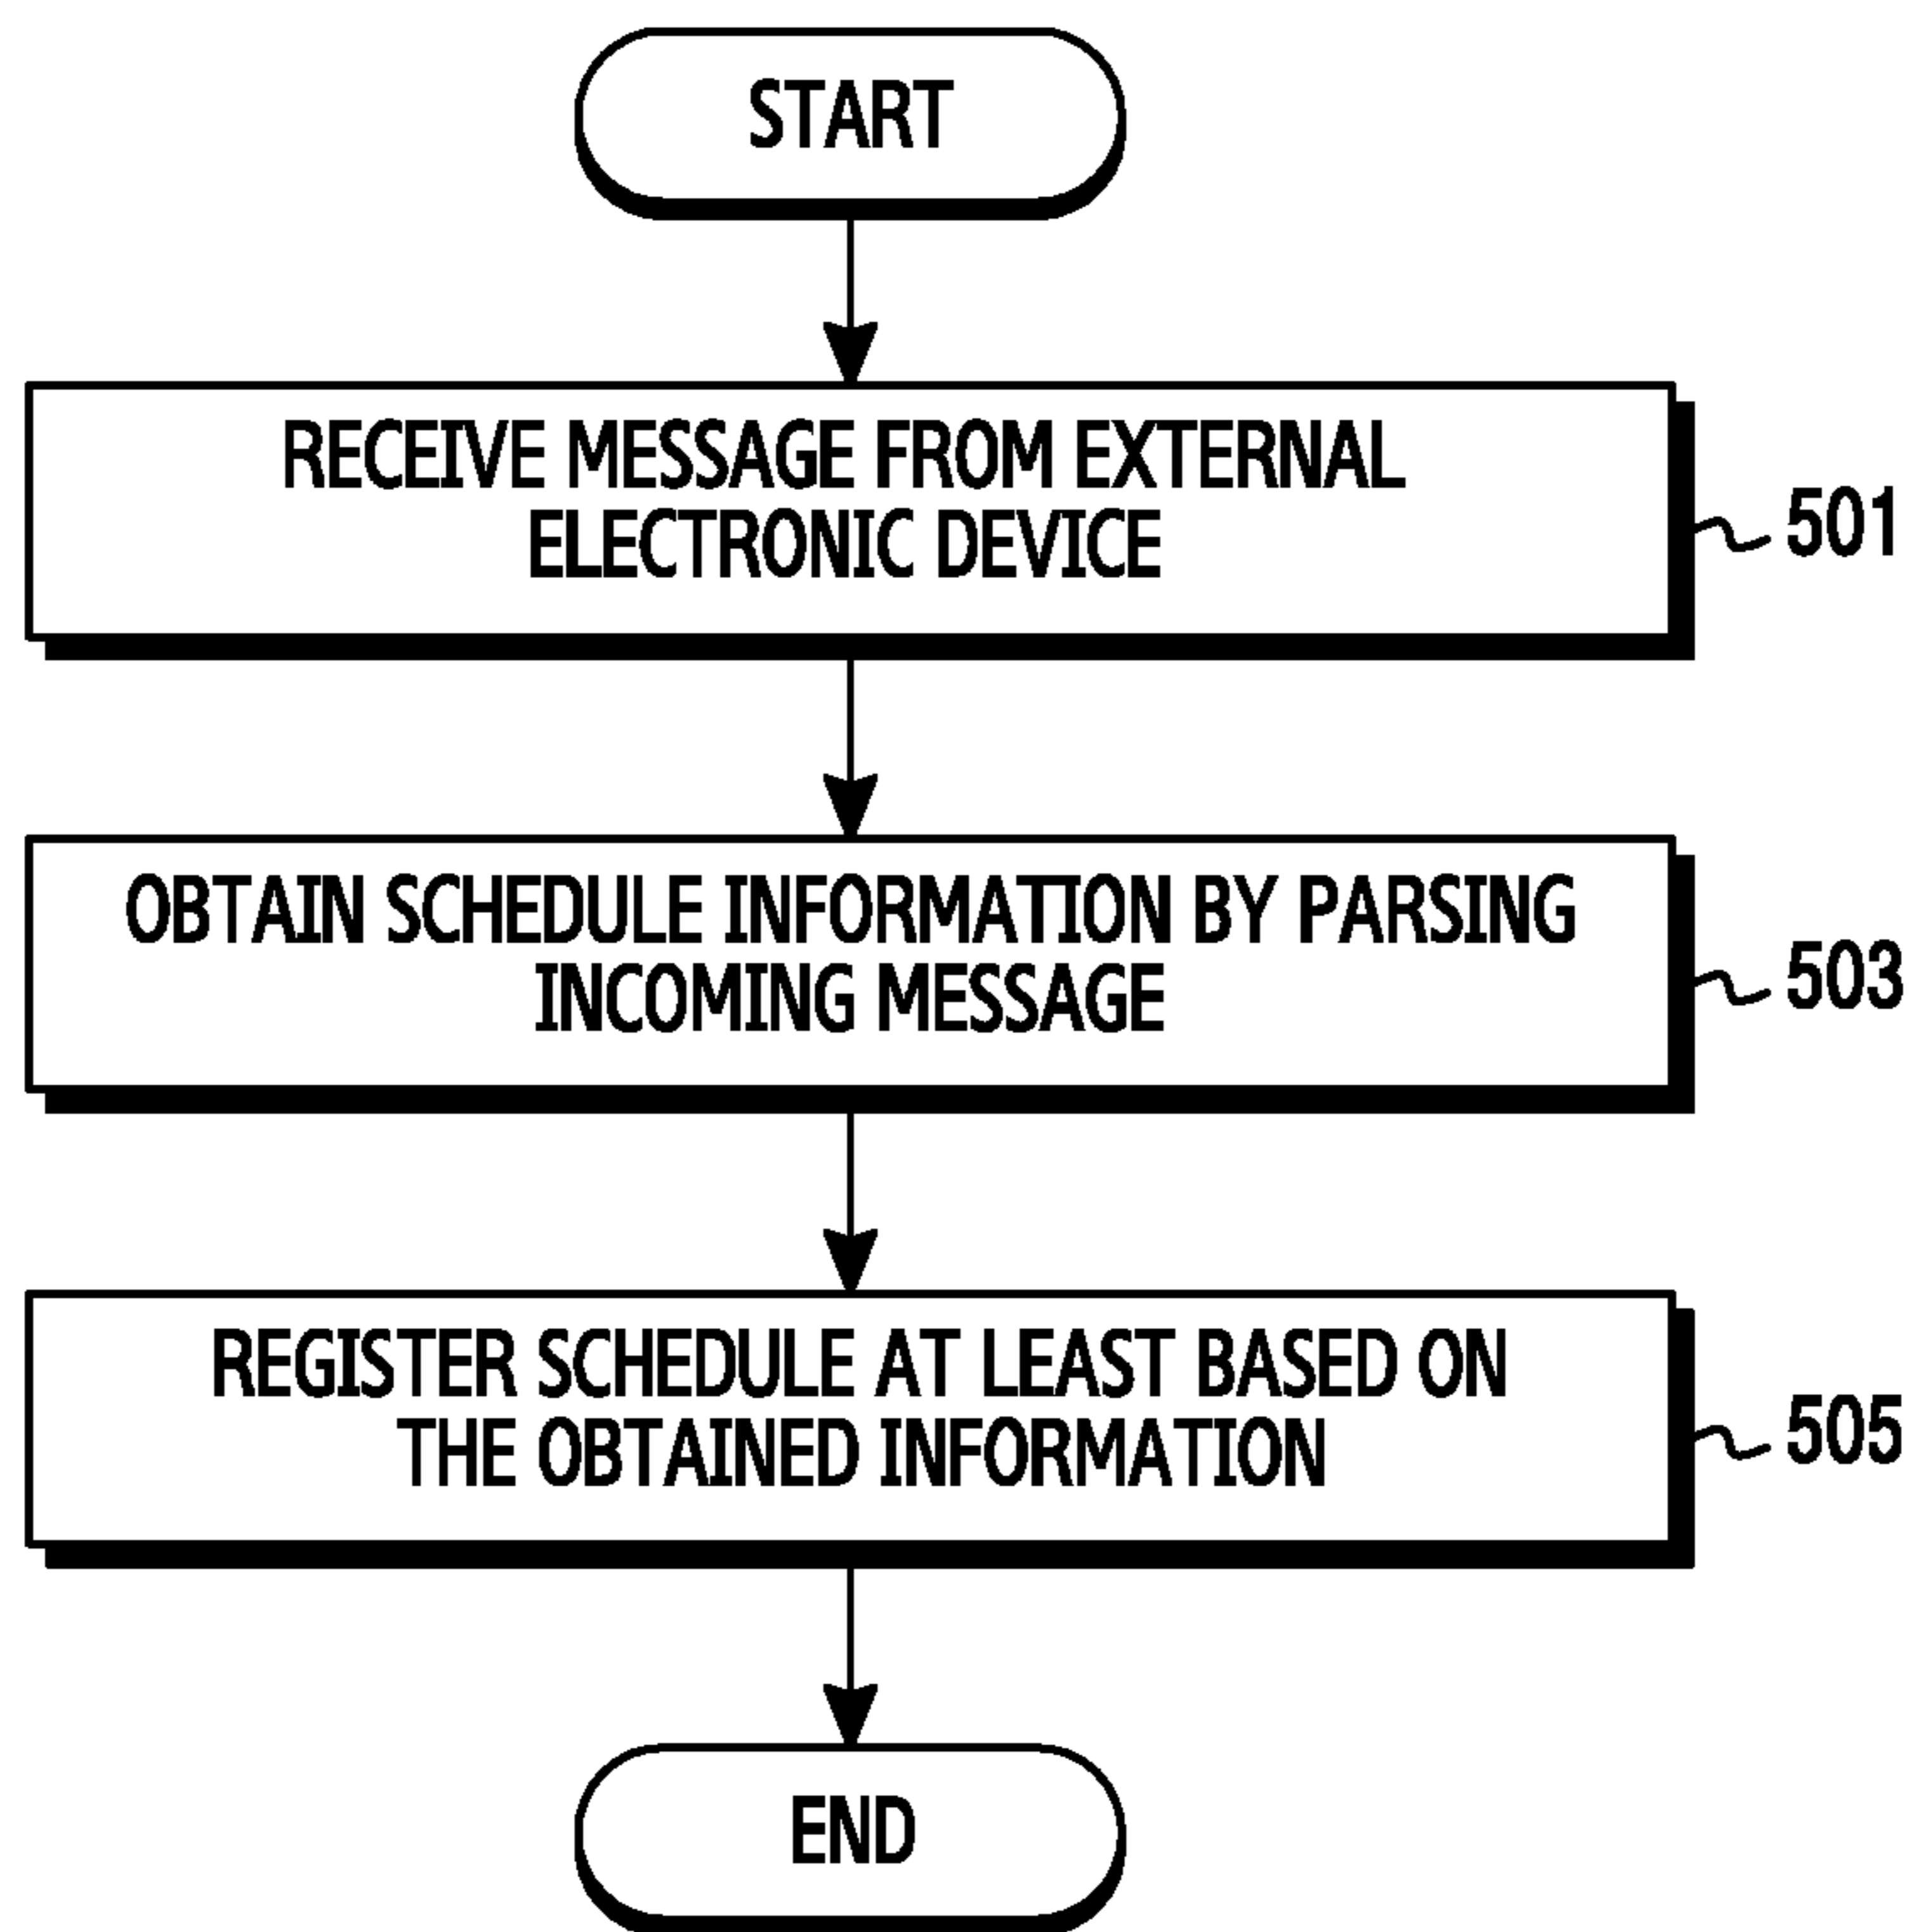 START
RECEIVE MESSAGE FROM EXTERNAL
ELECTRONIC DEVICE
501
OBTAIN SCHEDULE INFORMATION BY PARSING
INCOMING MESSAGE
503
REGISTER SCHEDULE AT LEAST BASED ON
THE OBTAINED INFORMATION
505
END